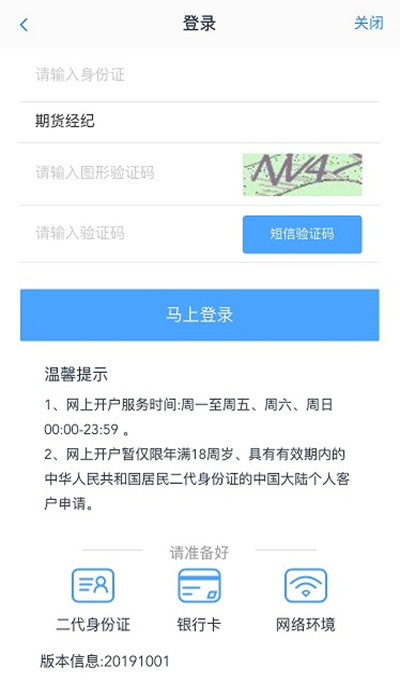 登录
关闭
请输入身份证
期货经纪
请输入图形验证码
请输入验证码
短信验证码
马上登录
温馨提示
1、网上开户服务时间:周一至周五、周六、周日
00:00-23:59 。
2、网上开户暂仅限年满18周岁、具有有效期内的
中华人民共和国居民二代身份证的中国大陆个人客
户申请。
请准备好
二代身份证
银行卡
网络环境
版本信息:20191001